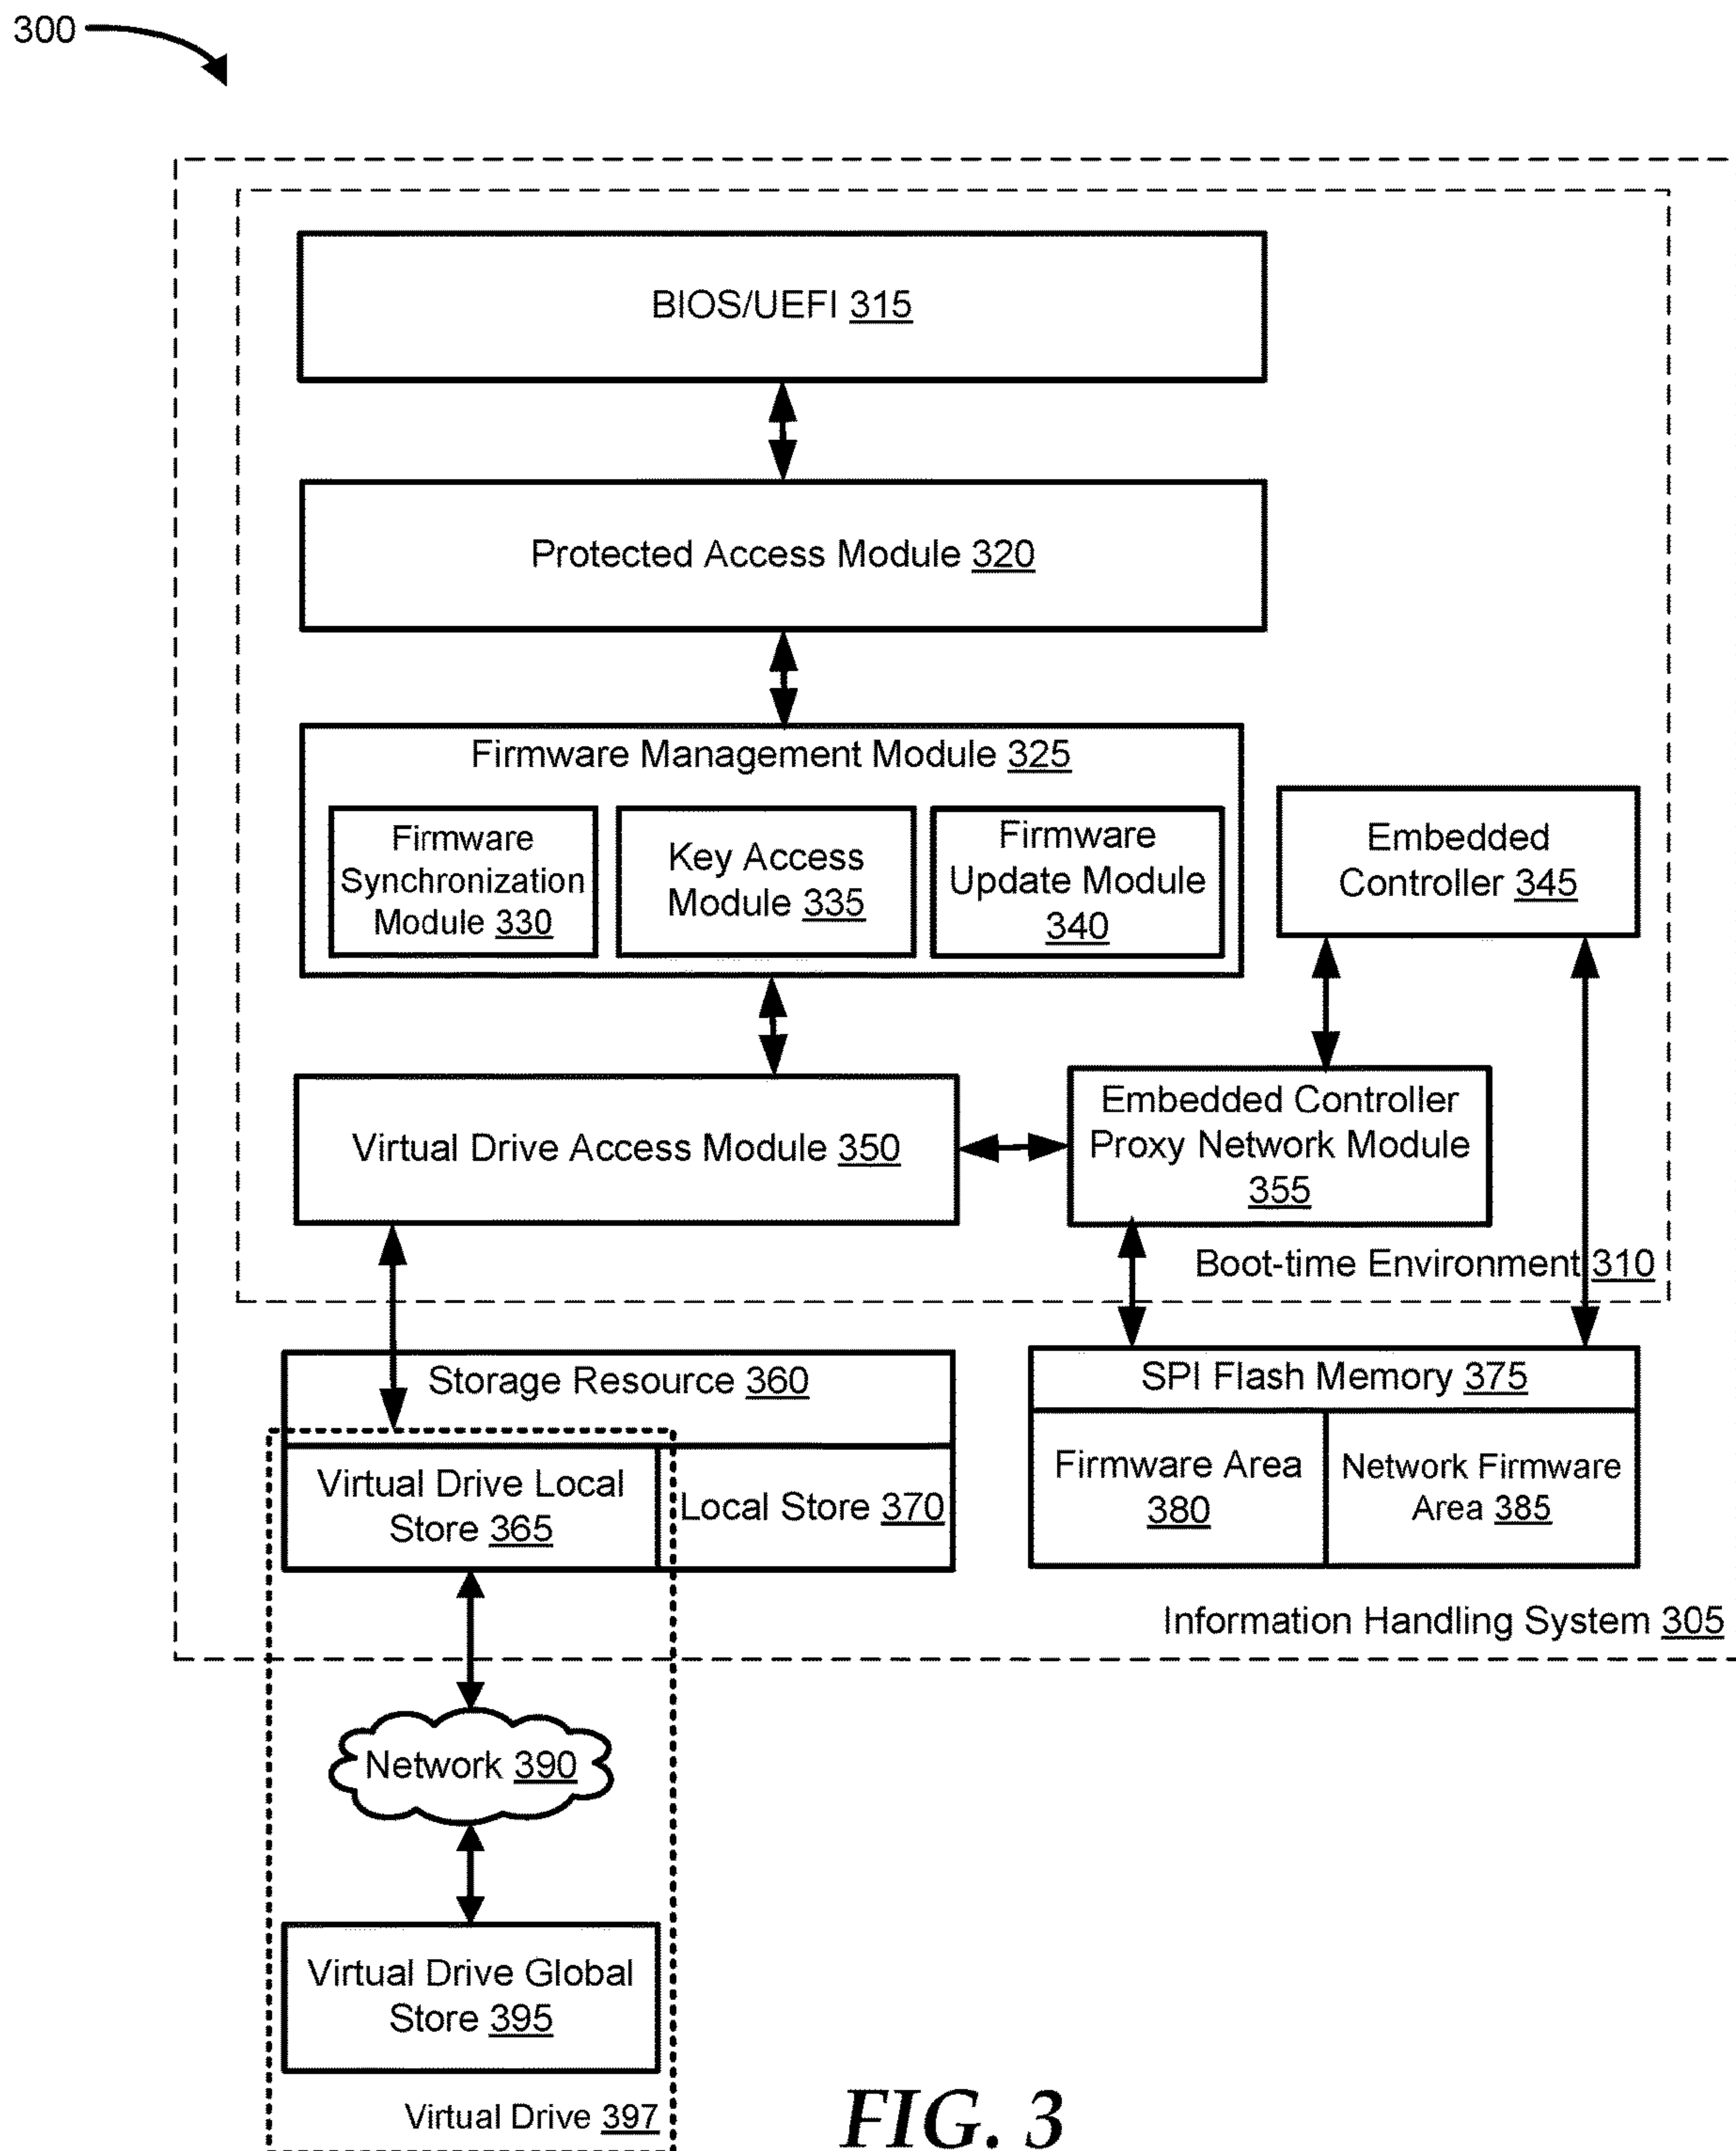 300
BIOS/UEFI 315
Protected Access Module 320
Firmware Management Module 325
Firmware
Synchronization
Module 330
Key Access
Module 335
Firmware
Update Module
340
Embedded
Controller 345
Virtual Drive Access Module 350
Embedded Controller
Proxy Network Module
355
Boot-time Environment 310
Storage Resource 360
Virtual Drive Local
Store 365
Local Store 370
SPI Flash Memory 375
Firmware Area
380
Network Firmware
Area 385
Information Handling System 305
Network 390
Virtual Drive Global
Store 395
Virtual Drive 397
FIG. 3